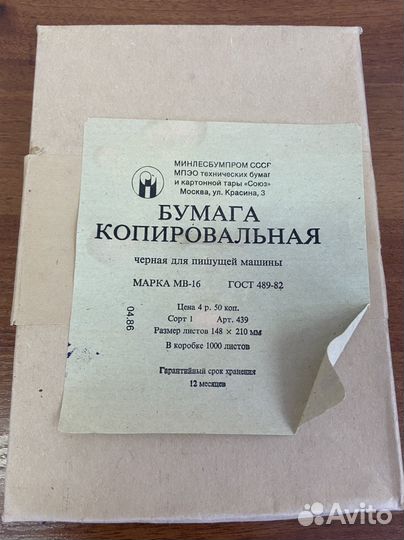 МИНЛЕСБУМПРОМ СССР
МПЭО технических бумаг
и картонной тары «Союз»
Москва, ул. Красина, 3
БУМАГА
КОПИРОВАЛЬНАЯ
черная для пишущей машины
МАРКА МВ-16 ГОСТ 489-82
Цена 4 р. 50 коп.
Сорт 1 Арт. 439
Размер листов 148 × 210 мм
В коробке 1000 листов
04.86
Гарантийный срок хранения
12 месяцев
Avito